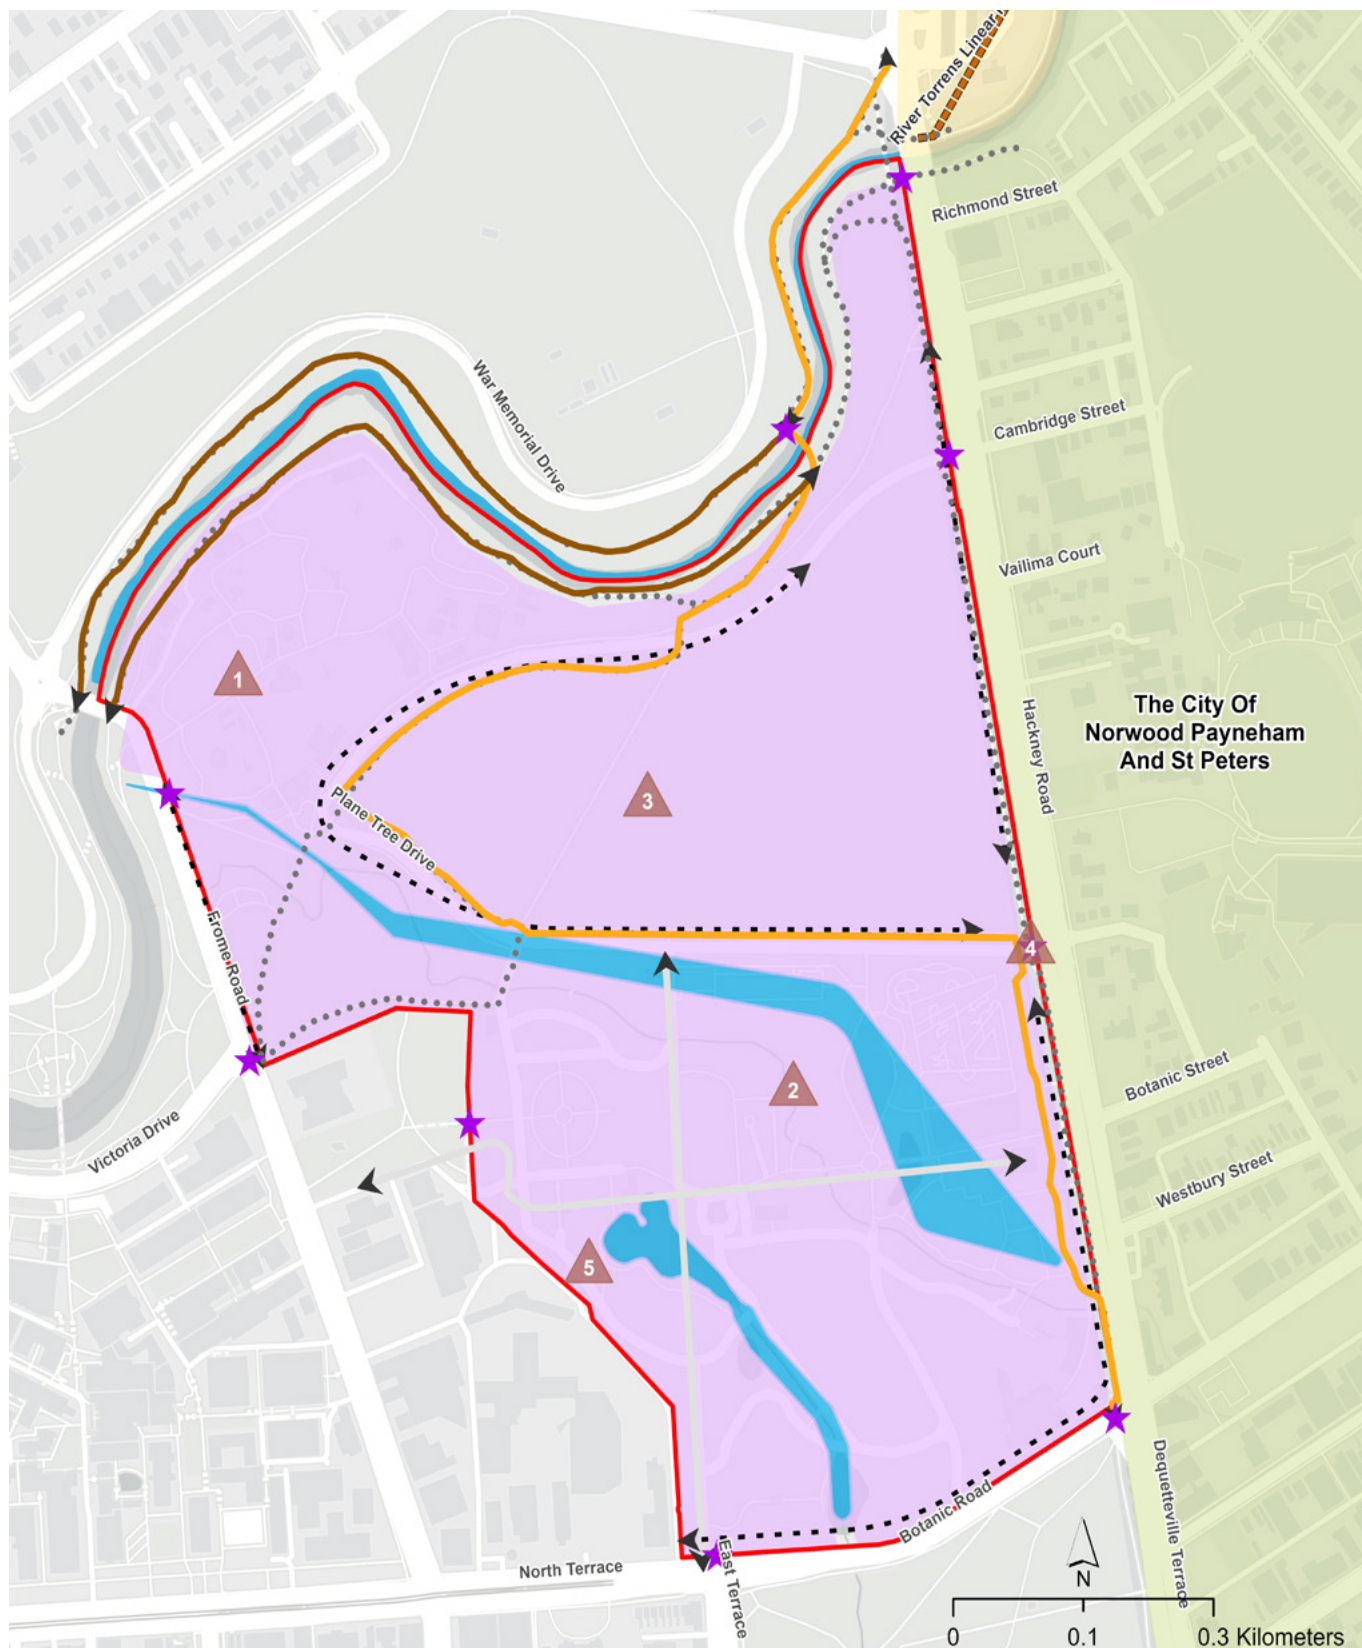 River Torrens Linear
Richmond Street
War Memorial Drive
Cambridge Street
Vailima Court
1
The City Of
Norwood Payneham
And St Peters
Hackney Road
3
Plane Tree Drive
Frome Road
4
2
Botanic Street
Victoria Drive
Westbury Street
5
Botanic Road
Dequetteville Terrace
North Terrace
East Terrace
N
0 0.1 0.3 Kilometers